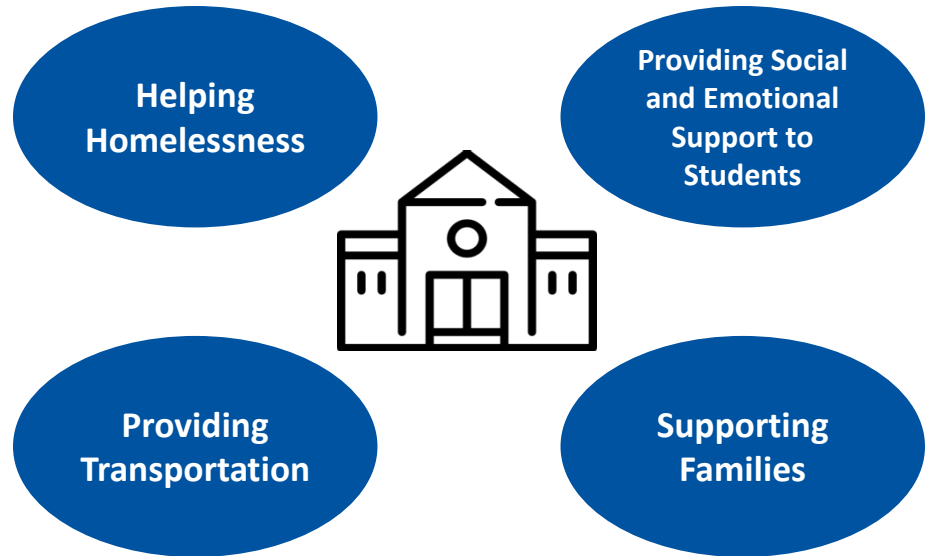 Helping
Homelessness
Providing Social
and Emotional
Support to
Students
Providing
Transportation
Supporting
Families